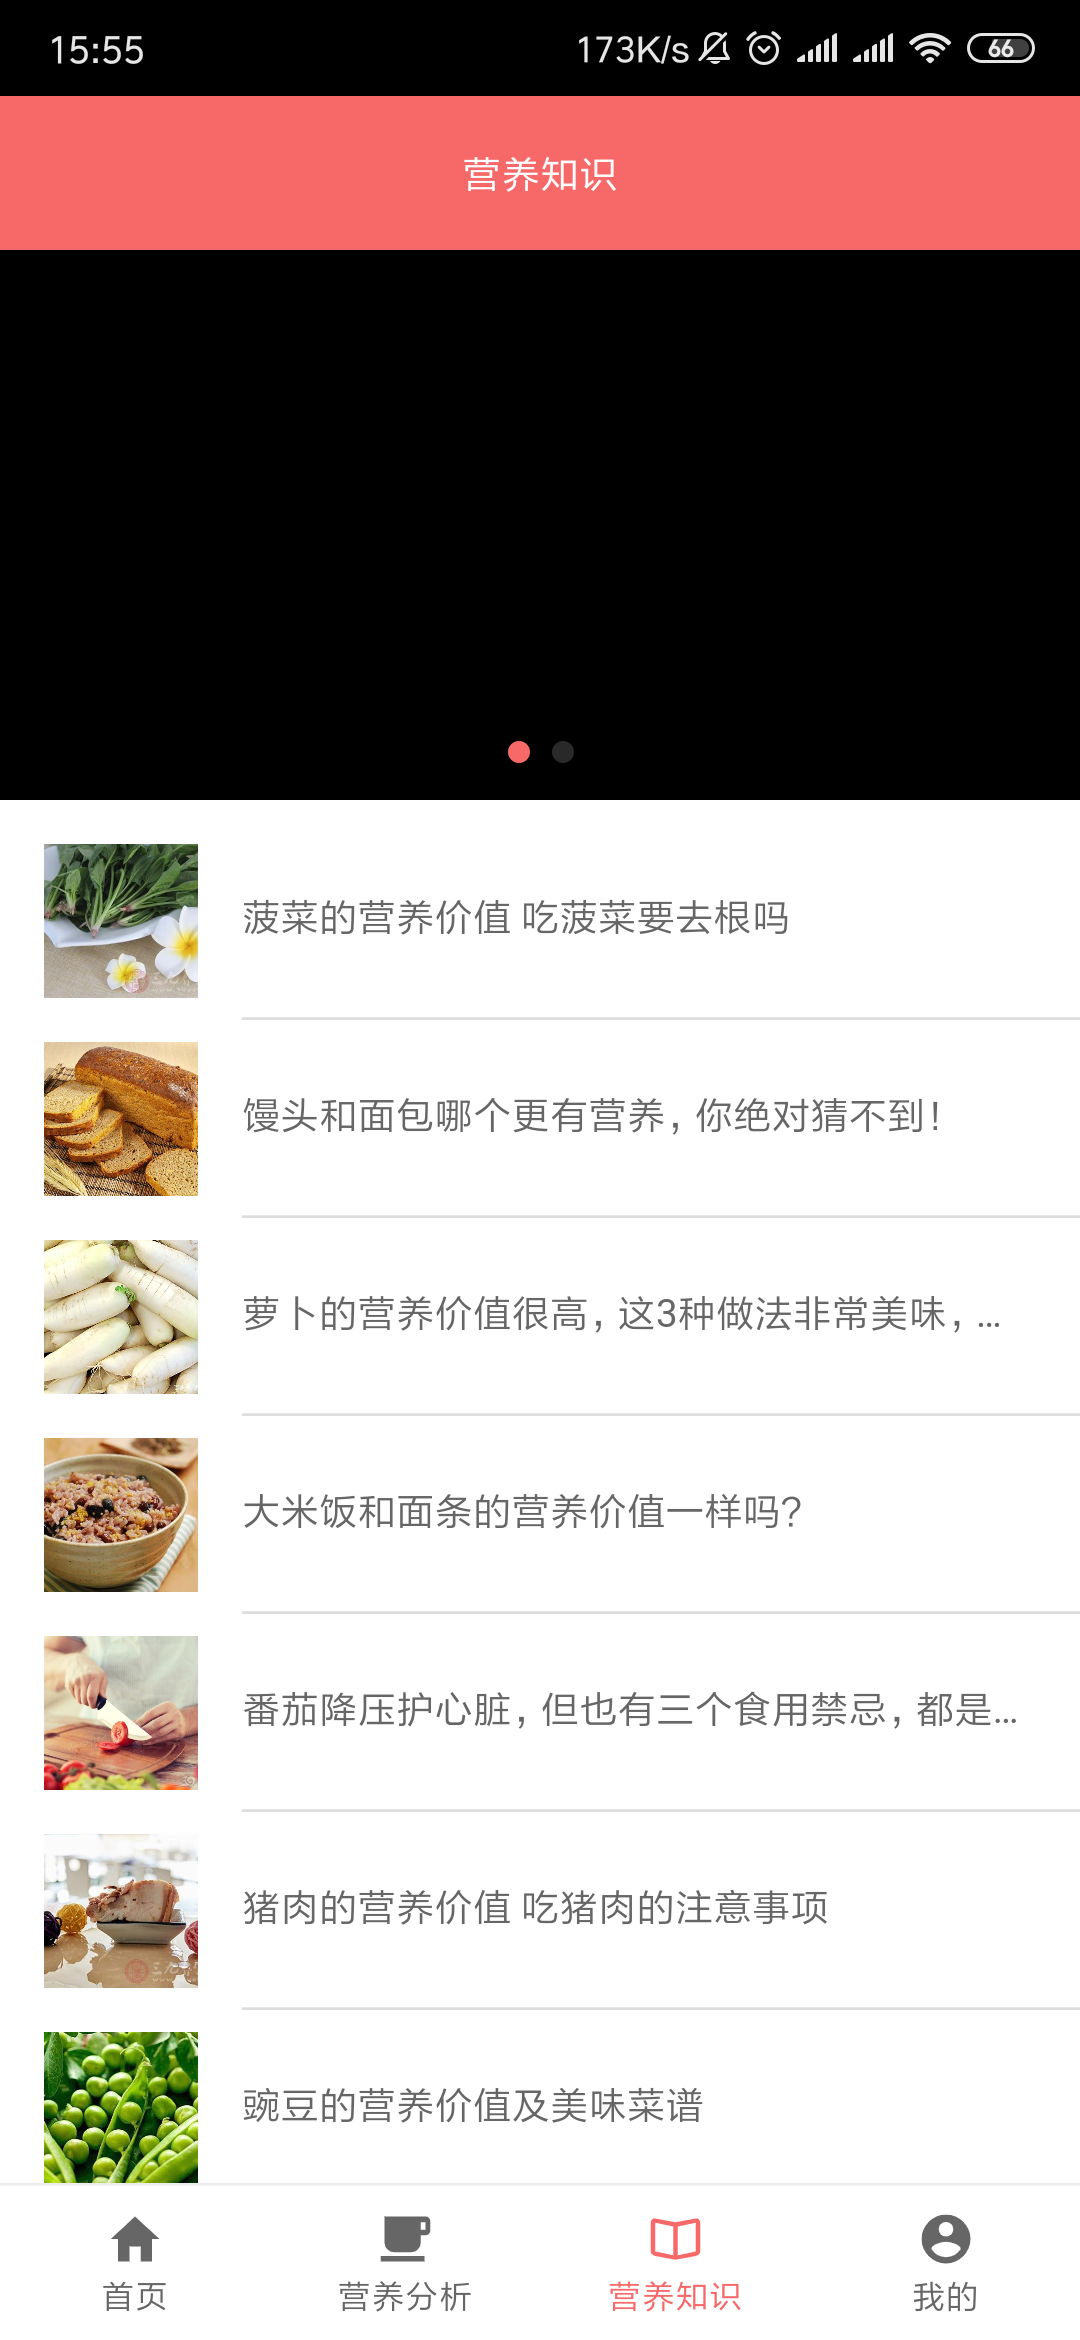 15:55
173K/s
66
营养知识
菠菜的营养价值 吃菠菜要去根吗
馒头和面包哪个更有营养，你绝对猜不到！
萝卜的营养价值很高，这3种做法非常美味，...
大米饭和面条的营养价值一样吗？
番茄降压护心脏，但也有三个食用禁忌，都是...
猪肉的营养价值 吃猪肉的注意事项
豌豆的营养价值及美味菜谱
首页
营养分析
营养知识
我的